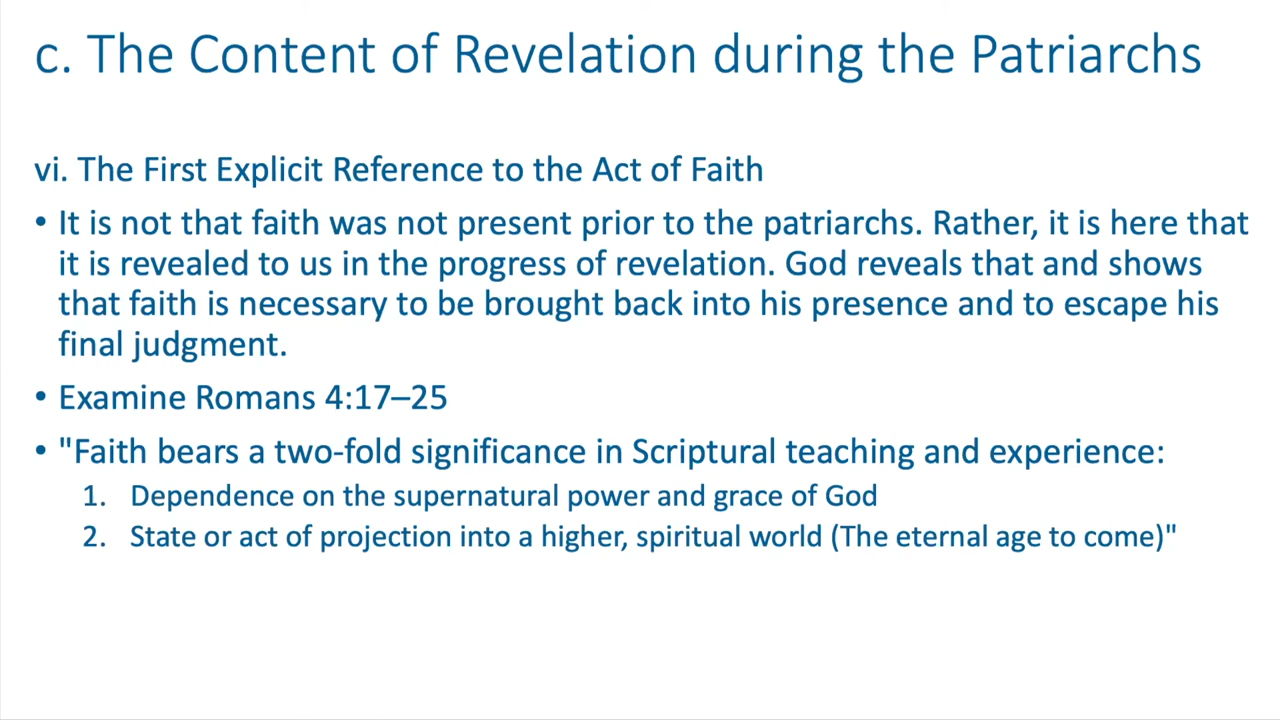 c. The Content of Revelation during the Patriarchs
vi. The First Explicit Reference to the Act of Faith
• It is not that faith was not present prior to the patriarchs. Rather, it is here that
it is revealed to us in the progress of revelation. God reveals that and shows
that faith is necessary to be brought back into his presence and to escape his
final judgment.
• Examine Romans 4:17–25
• "Faith bears a two-fold significance in Scriptural teaching and experience:
1. Dependence on the supernatural power and grace of God
2. State or act of projection into a higher, spiritual world (The eternal age to come)"